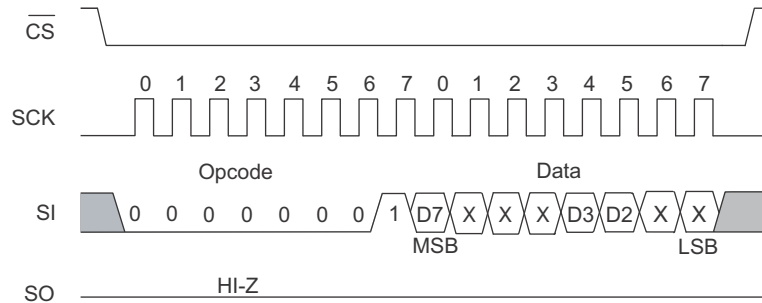 CS
SCK 0 1 2 3 4 5 6 7 0 1 2 3 4 5 6 7
Opcode Data
SI 0 0 0 0 0 0 0 1 D7 X X X D3 D2 X X
MSB LSB
HI-Z
SO